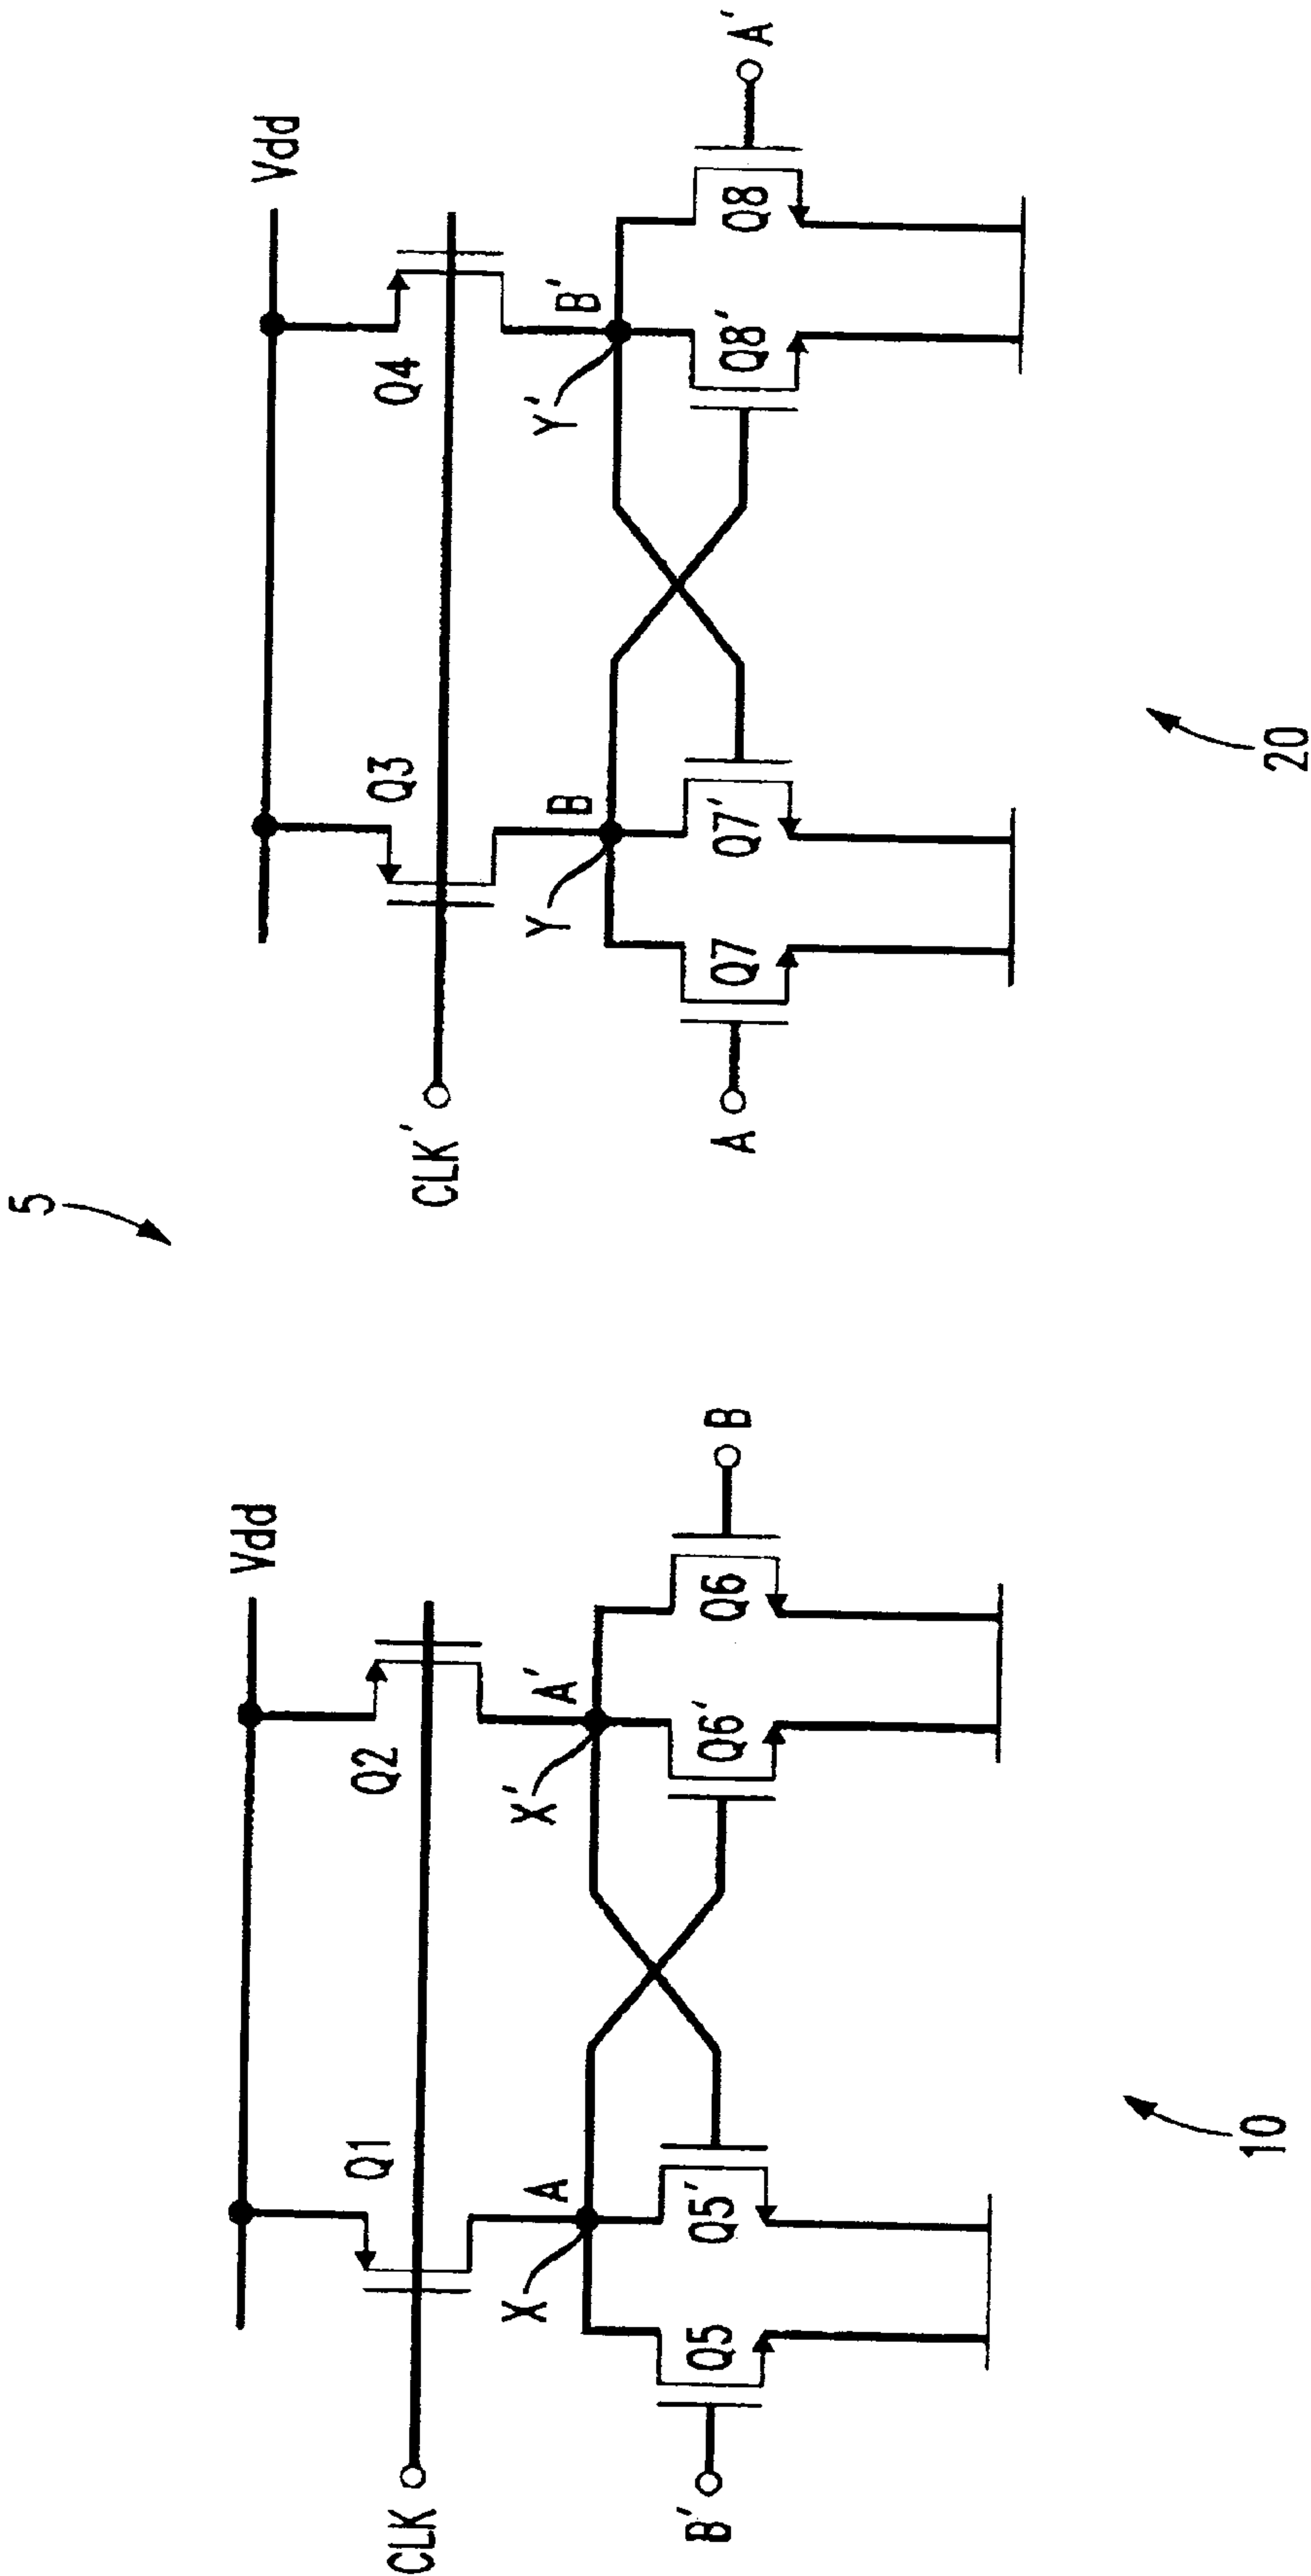 5
Vdd
Vdd
Q1
Q2
Q3
Q4
CLK
CLK'
X
A
X'
A'
Y
B
Y'
B'
B'
Q5
Q5'
Q6'
Q6
B
A
Q7
Q7'
Q8'
Q8
A'
10
20